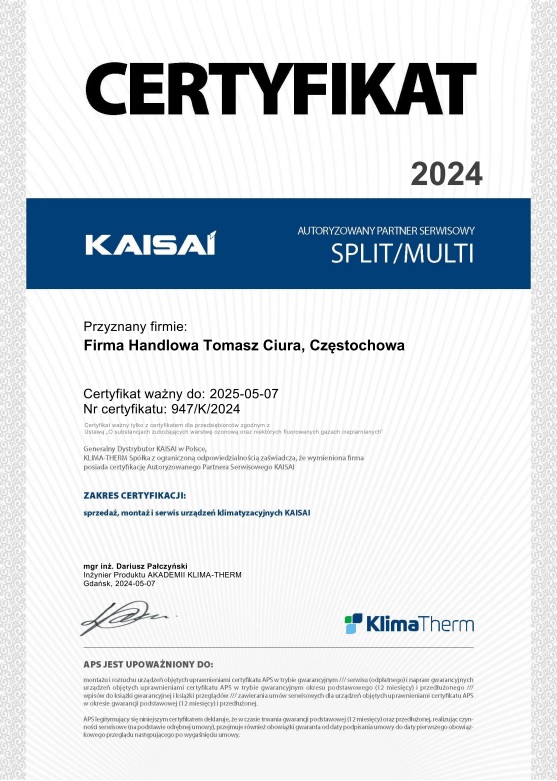 CERTYFIKAT
2024
KAISAI
AUTORYZOWANY PARTNER SERWISOWY
SPLIT/MULTI
Przyznany firmie:
Firma Handlowa Tomasz Ciura, Częstochowa
Certyfikat ważny do: 2025-05-07
Nr certyfikatu: 947/K/2024
Certyfikat ważny tylko z certyfikatem dla przedsiębiorców zgodnym z
Ustawą „O substancjach zubożających warstwę ozonową oraz niektórych fluorowanych gazach cieplarnianych"
Generalny Dystrybutor KAISAI w Polsce,
KLIMA-THERM Spółka z ograniczoną odpowiedzialnością zaświadcza, że wymieniona firma
posiada certyfikację Autoryzowanego Partnera Serwisowego KAISAI
ZAKRES CERTYFIKACJI:
sprzedaż, montaż i serwis urządzeń klimatyzacyjnych KAISAI
mgr inż. Dariusz Pałczyński
Inżynier Produktu AKADEMII KLIMA-THERM
Gdańsk, 2024-05-07
KlimaTherm
APS JEST UPOWAŻNIONY DO:
montażu i rozruchu urządzeń objętych uprawnieniami certyfikatu APS w trybie gwarancyjnym /// serwisu (odpłatnego) i napraw gwarancyjnych
urządzeń objętych uprawnieniami certyfikatu APS w trybie gwarancyjnym okresu podstawowego (12 miesięcy) i przedłużonego ///
wpisów do książki gwarancyjnej i książki przeglądów /// zawierania umów serwisowych dla urządzeń objętych uprawnieniami certyfikatu APS
w okresie gwarancji podstawowej (12 miesięcy) i przedłużonej.
APS legitymujący się niniejszym certyfikatem deklaruje, że w czasie trwania gwarancji podstawowej (12 miesięcy) oraz przedłużonej, realizując czyn-
ności serwisowe (na podstawie odrębnej umowy), przejmuje również obowiązki gwaranta od daty podpisania umowy do daty pierwszego obowiąz-
kowego przeglądu następującego po wygaśnięciu umowy.